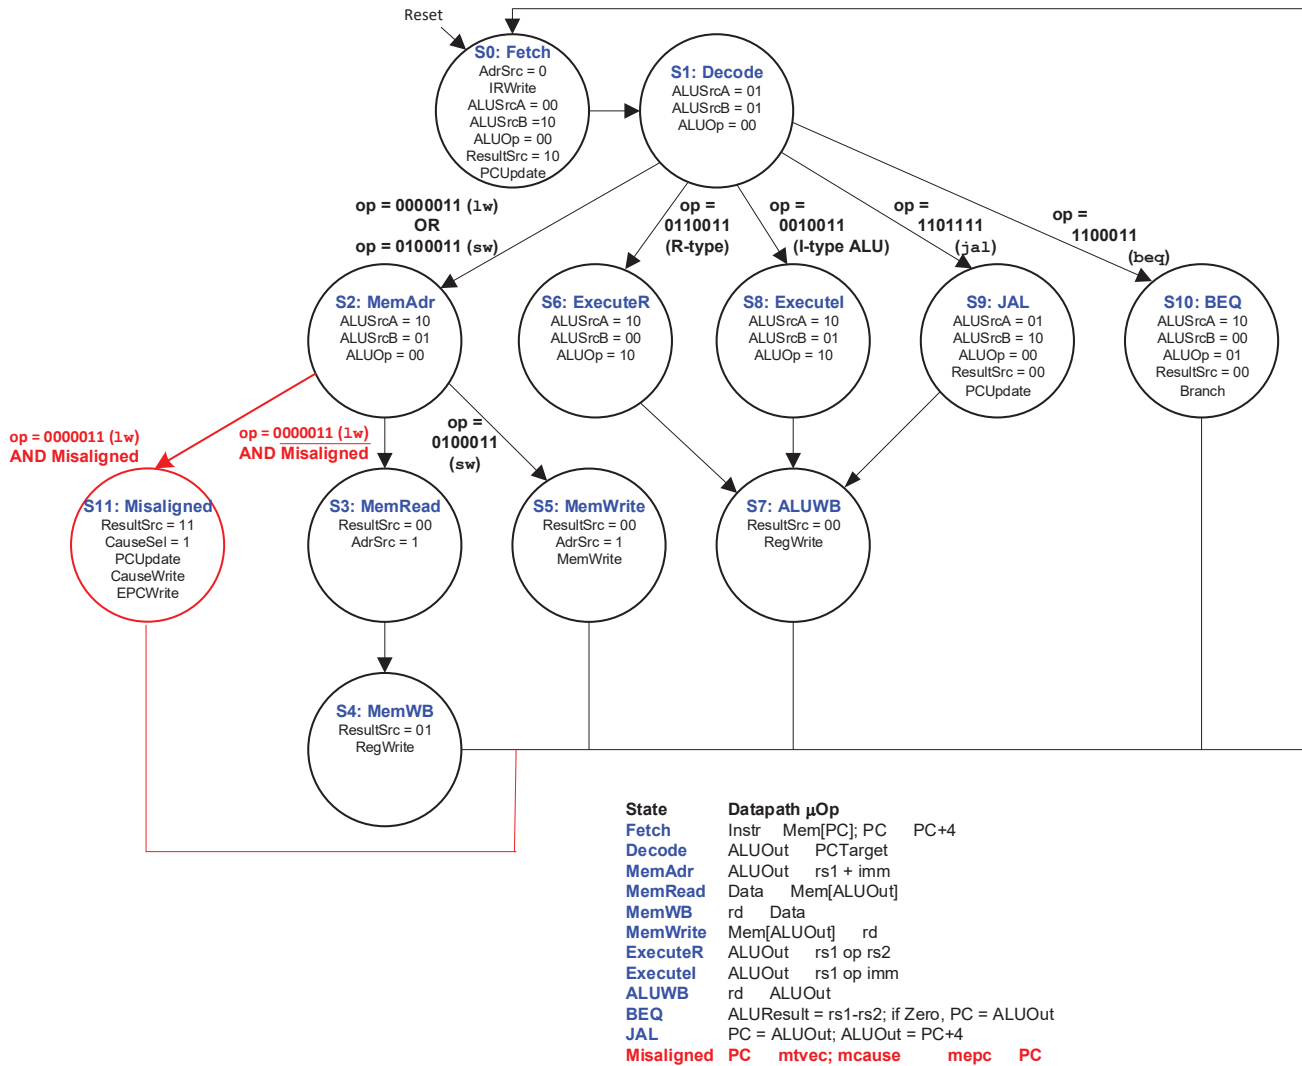 Reset
S0: Fetch
AdrSrc = 0
IRWrite
ALUSrcA = 00
ALUSrcB =10
ALUOp = 00
ResultSrc = 10
PCUpdate
S1: Decode
ALUSrcA = 01
ALUSrcB = 01
ALUOp = 00
op = 0000011 (lw)
OR
op = 0100011 (sw)
op =
0110011
(R-type)
op =
0010011
(I-type ALU)
op =
1101111
(jal)
op =
1100011
(beq)
S2: MemAdr
ALUSrcA = 10
ALUSrcB = 01
ALUOp = 00
S6: ExecuteR
ALUSrcA = 10
ALUSrcB = 00
ALUOp = 10
S8: ExecuteI
ALUSrcA = 10
ALUSrcB = 01
ALUOp = 10
S9: JAL
ALUSrcA = 01
ALUSrcB = 10
ALUOp = 00
ResultSrc = 00
PCUpdate
S10: BEQ
ALUSrcA = 10
ALUSrcB = 00
ALUOp = 01
ResultSrc = 00
Branch
op = 0000011 (lw)
AND Misaligned
op = 0000011 (lw)
AND Misaligned
op =
0100011
(sw)
S11: Misaligned
ResultSrc = 11
CauseSel = 1
PCUpdate
CauseWrite
EPCWrite
S3: MemRead
ResultSrc = 00
AdrSrc = 1
S5: MemWrite
ResultSrc = 00
AdrSrc = 1
MemWrite
S7: ALUWB
ResultSrc = 00
RegWrite
S4: MemWB
ResultSrc = 01
RegWrite
State Datapath μOp
Fetch Instr Mem[PC]; PC PC+4
Decode ALUOut PCTarget
MemAdr ALUOut rs1 + imm
MemRead Data Mem[ALUOut]
MemWB rd Data
MemWrite Mem[ALUOut] rd
ExecuteR ALUOut rs1 op rs2
ExecuteI ALUOut rs1 op imm
ALUWB rd ALUOut
BEQ ALUResult = rs1-rs2; if Zero, PC = ALUOut
JAL PC = ALUOut; ALUOut = PC+4
Misaligned PC mtvec; mcause mepc PC